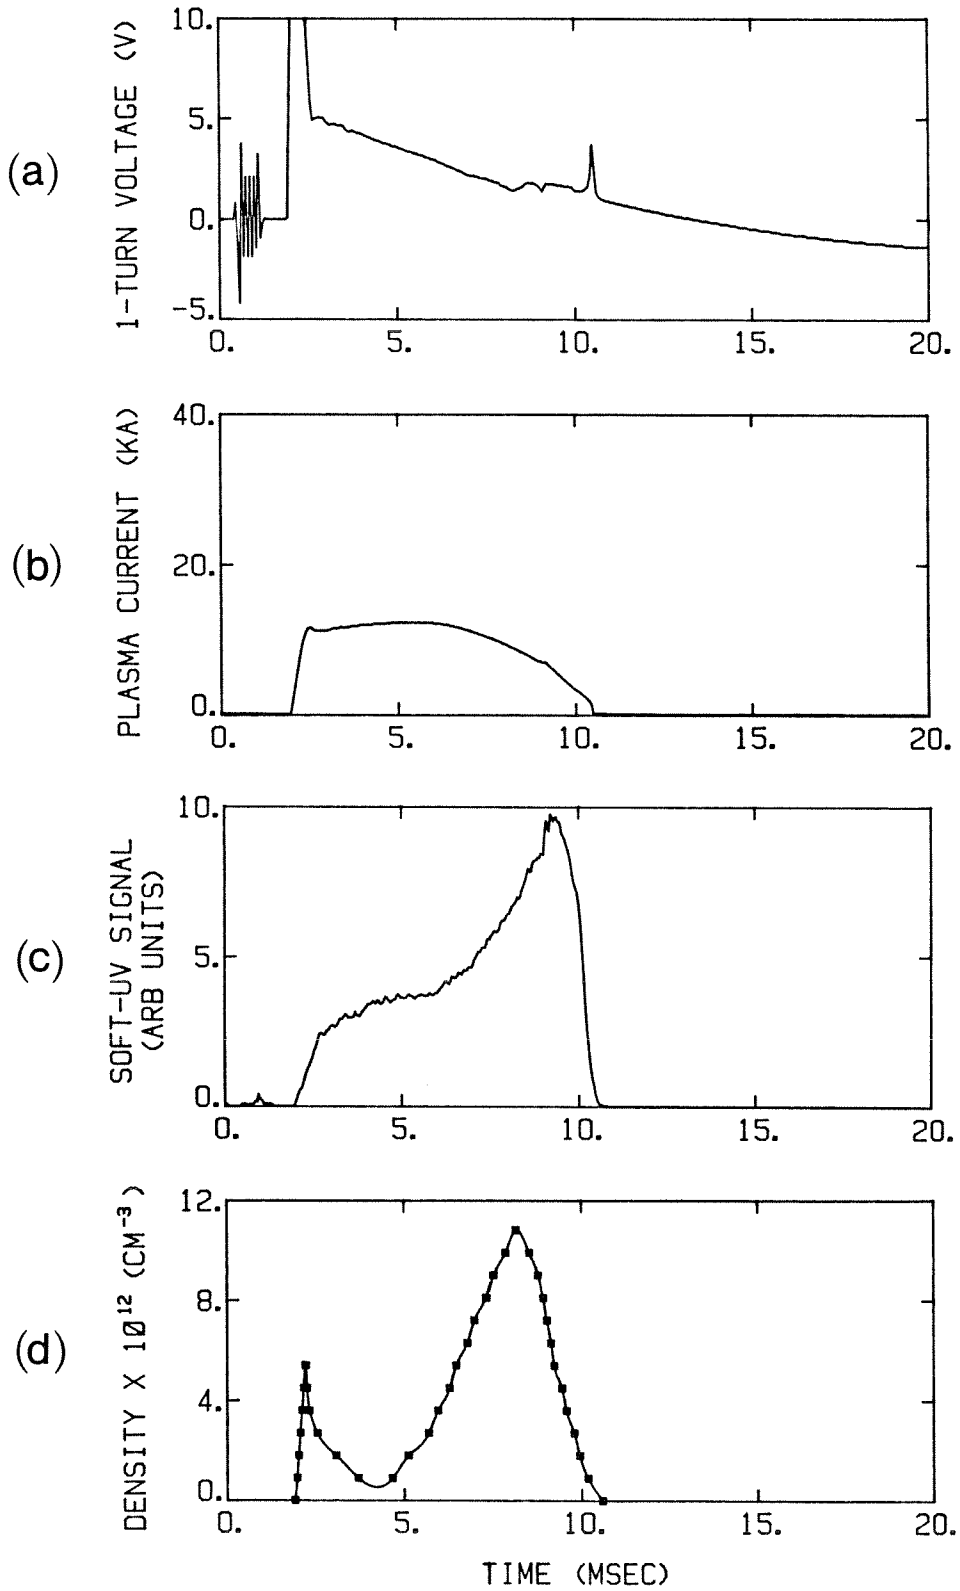 (a)
1-TURN VOLTAGE (V)
10.
5.
0.
-5.
0. 5. 10. 15. 20.
(b)
PLASMA CURRENT (KA)
40.
20.
0.
0. 5. 10. 15. 20.
(c)
SOFT-UV SIGNAL
(ARB UNITS)
10.
5.
0.
0. 5. 10. 15. 20.
(d)
DENSITY X 10¹² (CM⁻³)
12.
8.
4.
0.
0. 5. 10. 15. 20.
TIME (MSEC)